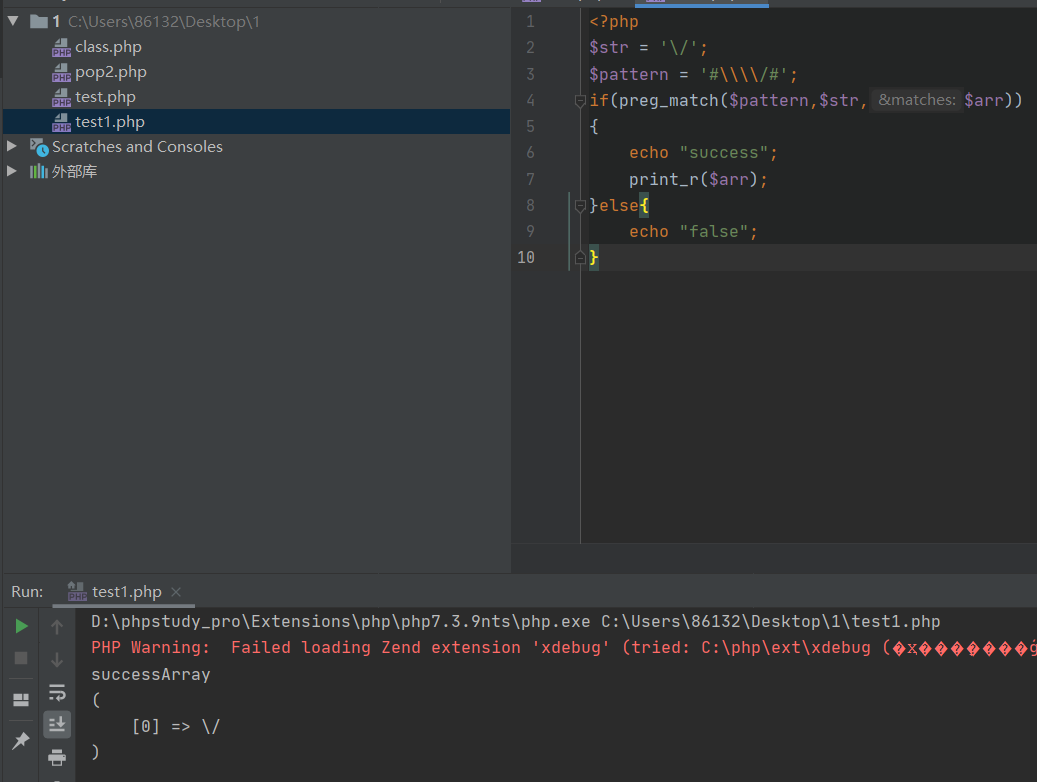 1 C:\Users\86132\Desktop\1
class.php
pop2.php
test.php
test1.php
Scratches and Consoles
外部库
1 <?php
2 $str = '\/';
3 $pattern = '#\\\\/#';
4 if(preg_match($pattern,$str, &matches: $arr))
5 {
6 echo "success";
7 print_r($arr);
8 }else{
9 echo "false";
10 }
Run: test1.php
D:\phpstudy_pro\Extensions\php\php7.3.9nts\php.exe C:\Users\86132\Desktop\1\test1.php
PHP Warning:  Failed loading Zend extension 'xdebug' (tried: C:\php\ext\xdebug (
successArray
(
[0] => \/
)